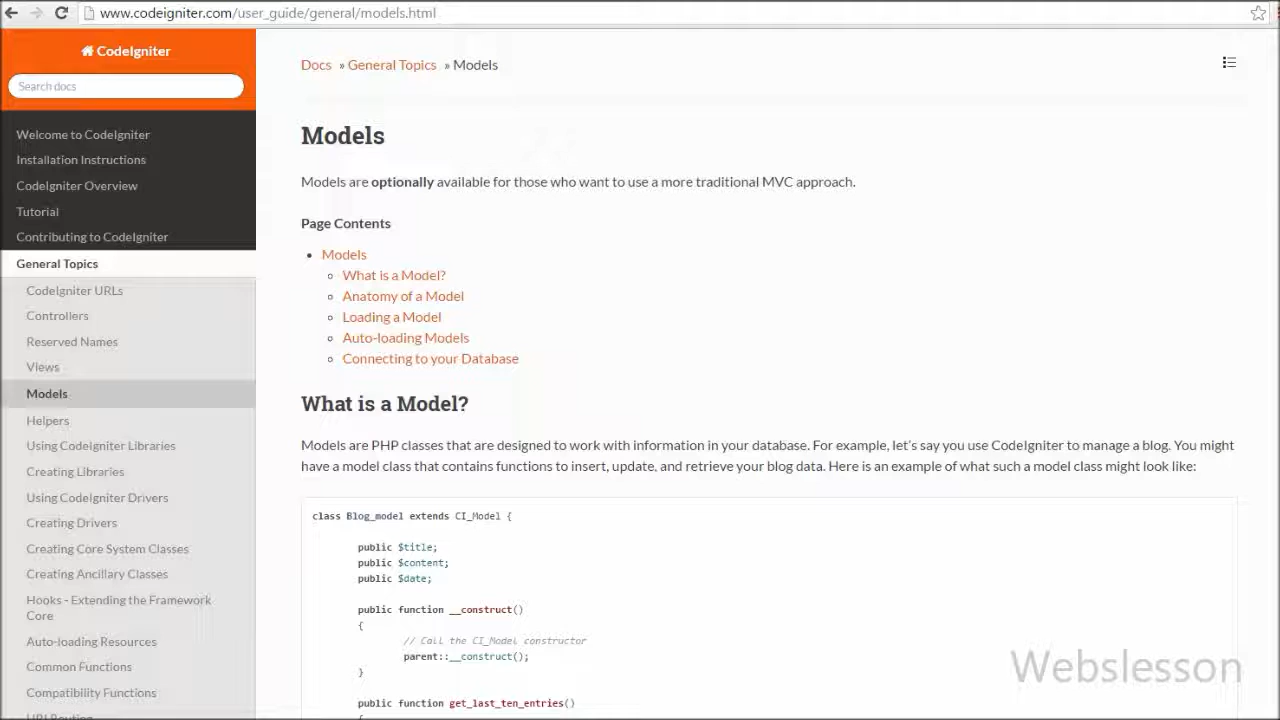 www.codeigniter.com/user_guide/general/models.html
CodeIgniter
Search docs
Welcome to CodeIgniter
Installation Instructions
CodeIgniter Overview
Tutorial
Contributing to CodeIgniter
General Topics
CodeIgniter URLs
Controllers
Reserved Names
Views
Models
Helpers
Using CodeIgniter Libraries
Creating Libraries
Using CodeIgniter Drivers
Creating Drivers
Creating Core System Classes
Creating Ancillary Classes
Hooks - Extending the Framework
Core
Auto-loading Resources
Common Functions
Compatibility Functions
URI Routing
Docs » General Topics » Models
Models
Models are optionally available for those who want to use a more traditional MVC approach.
Page Contents
Models
What is a Model?
Anatomy of a Model
Loading a Model
Auto-loading Models
Connecting to your Database
What is a Model?
Models are PHP classes that are designed to work with information in your database. For example, let's say you use CodeIgniter to manage a blog. You might
have a model class that contains functions to insert, update, and retrieve your blog data. Here is an example of what such a model class might look like:
class Blog_model extends CI_Model {
public $title;
public $content;
public $date;
public function __construct()
{
// Call the CI_Model constructor
parent::__construct();
}
public function get_last_ten_entries()
{
Webslesson